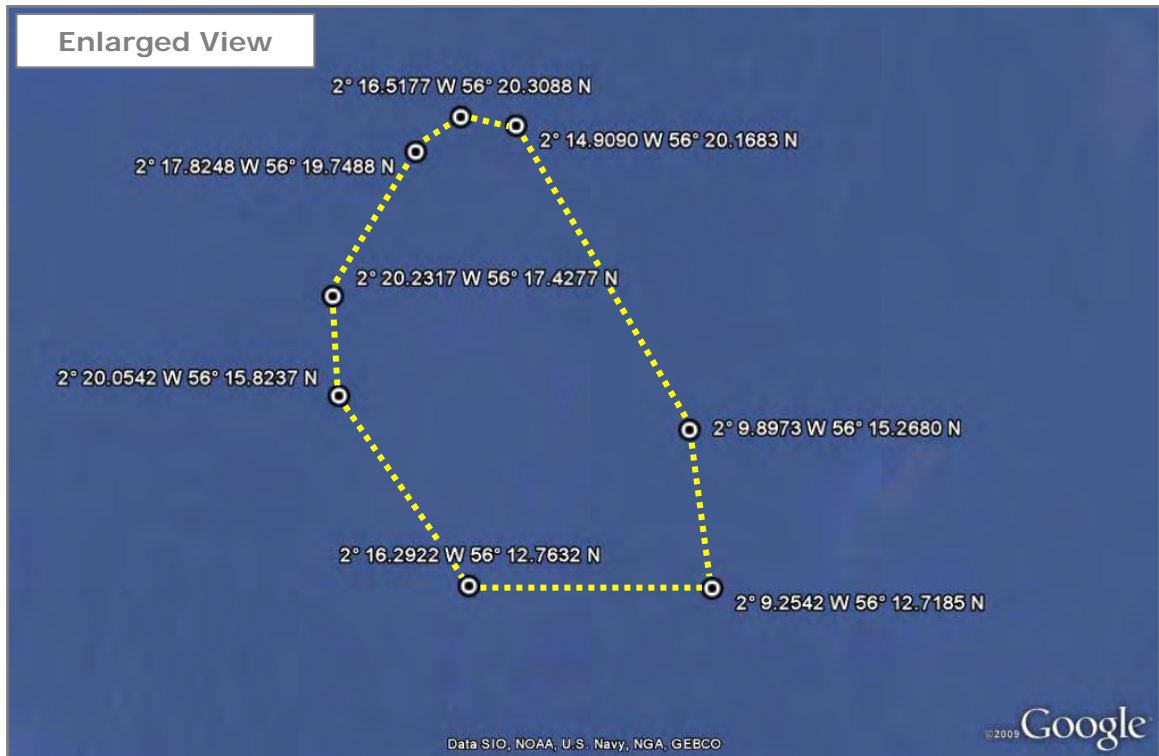 Enlarged View
2° 16.5177 W 56° 20.3088 N
2° 14.9090 W 56° 20.1683 N
2° 17.8248 W 56° 19.7488 N
2° 20.2317 W 56° 17.4277 N
2° 20.0542 W 56° 15.8237 N
2° 9.8973 W 56° 15.2680 N
2° 16.2922 W 56° 12.7632 N
2° 9.2542 W 56° 12.7185 N
©2009 Google
Data SIO, NOAA, U.S. Navy, NGA, GEBCO